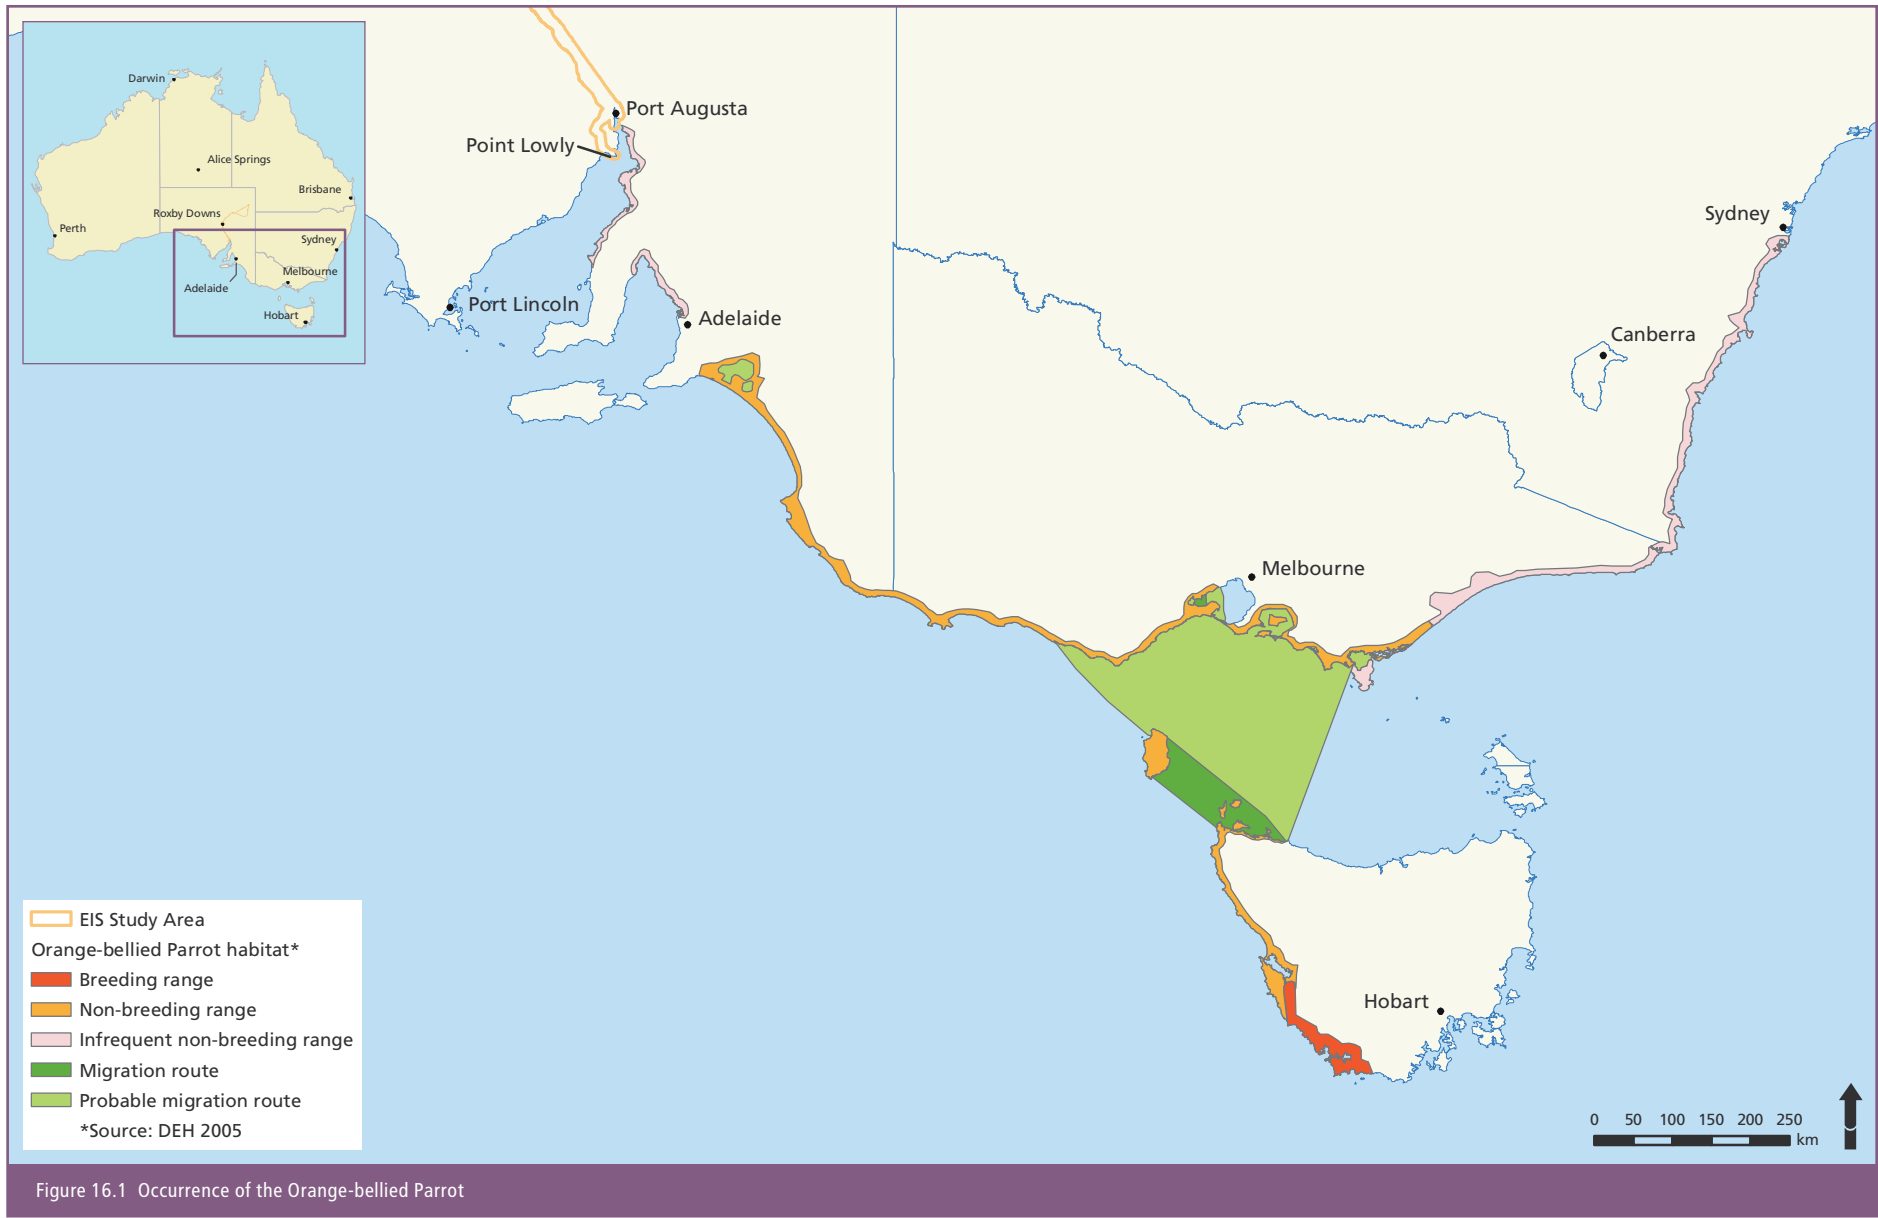 Darwin
Alice Springs
Brisbane
Roxby Downs
Perth
Sydney
Melbourne
Adelaide
Hobart
Port Augusta
Point Lowly
Sydney
Port Lincoln
Adelaide
Canberra
Melbourne
Hobart
EIS Study Area
Orange-bellied Parrot habitat*
Breeding range
Non-breeding range
Infrequent non-breeding range
Migration route
Probable migration route
*Source: DEH 2005
0 50 100 150 200 250
km
Figure 16.1 Occurrence of the Orange-bellied Parrot